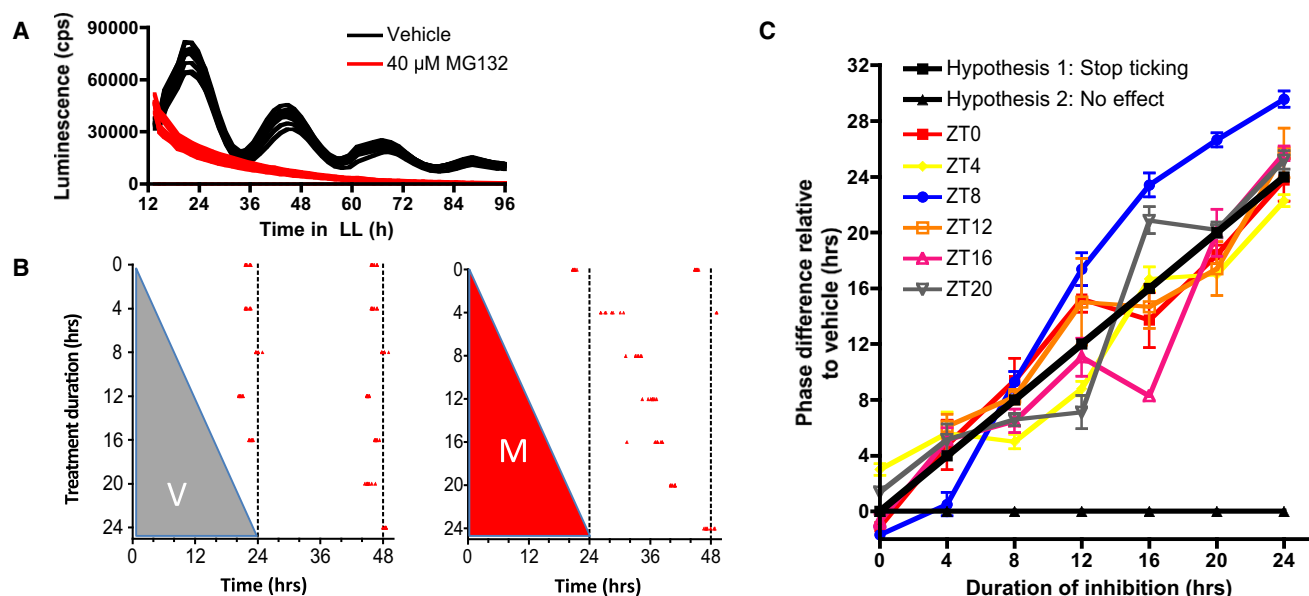 A
Luminescence (cps)
90000
60000
30000
0
12 24 36 48 60 72 84 96
Time in LL (h)
Vehicle
40 µM MG132
B
Treatment duration (hrs)
0
4
8
12
16
20
24
V
0 12 24 36 48
Time (hrs)
0
4
8
12
16
20
24
M
0 12 24 36 48
Time (hrs)
C
Phase difference relative
to vehicle (hrs)
32
28
24
20
16
12
8
4
0
Hypothesis 1: Stop ticking
Hypothesis 2: No effect
ZT0
ZT4
ZT8
ZT12
ZT16
ZT20
0 4 8 12 16 20 24
Duration of inhibition (hrs)